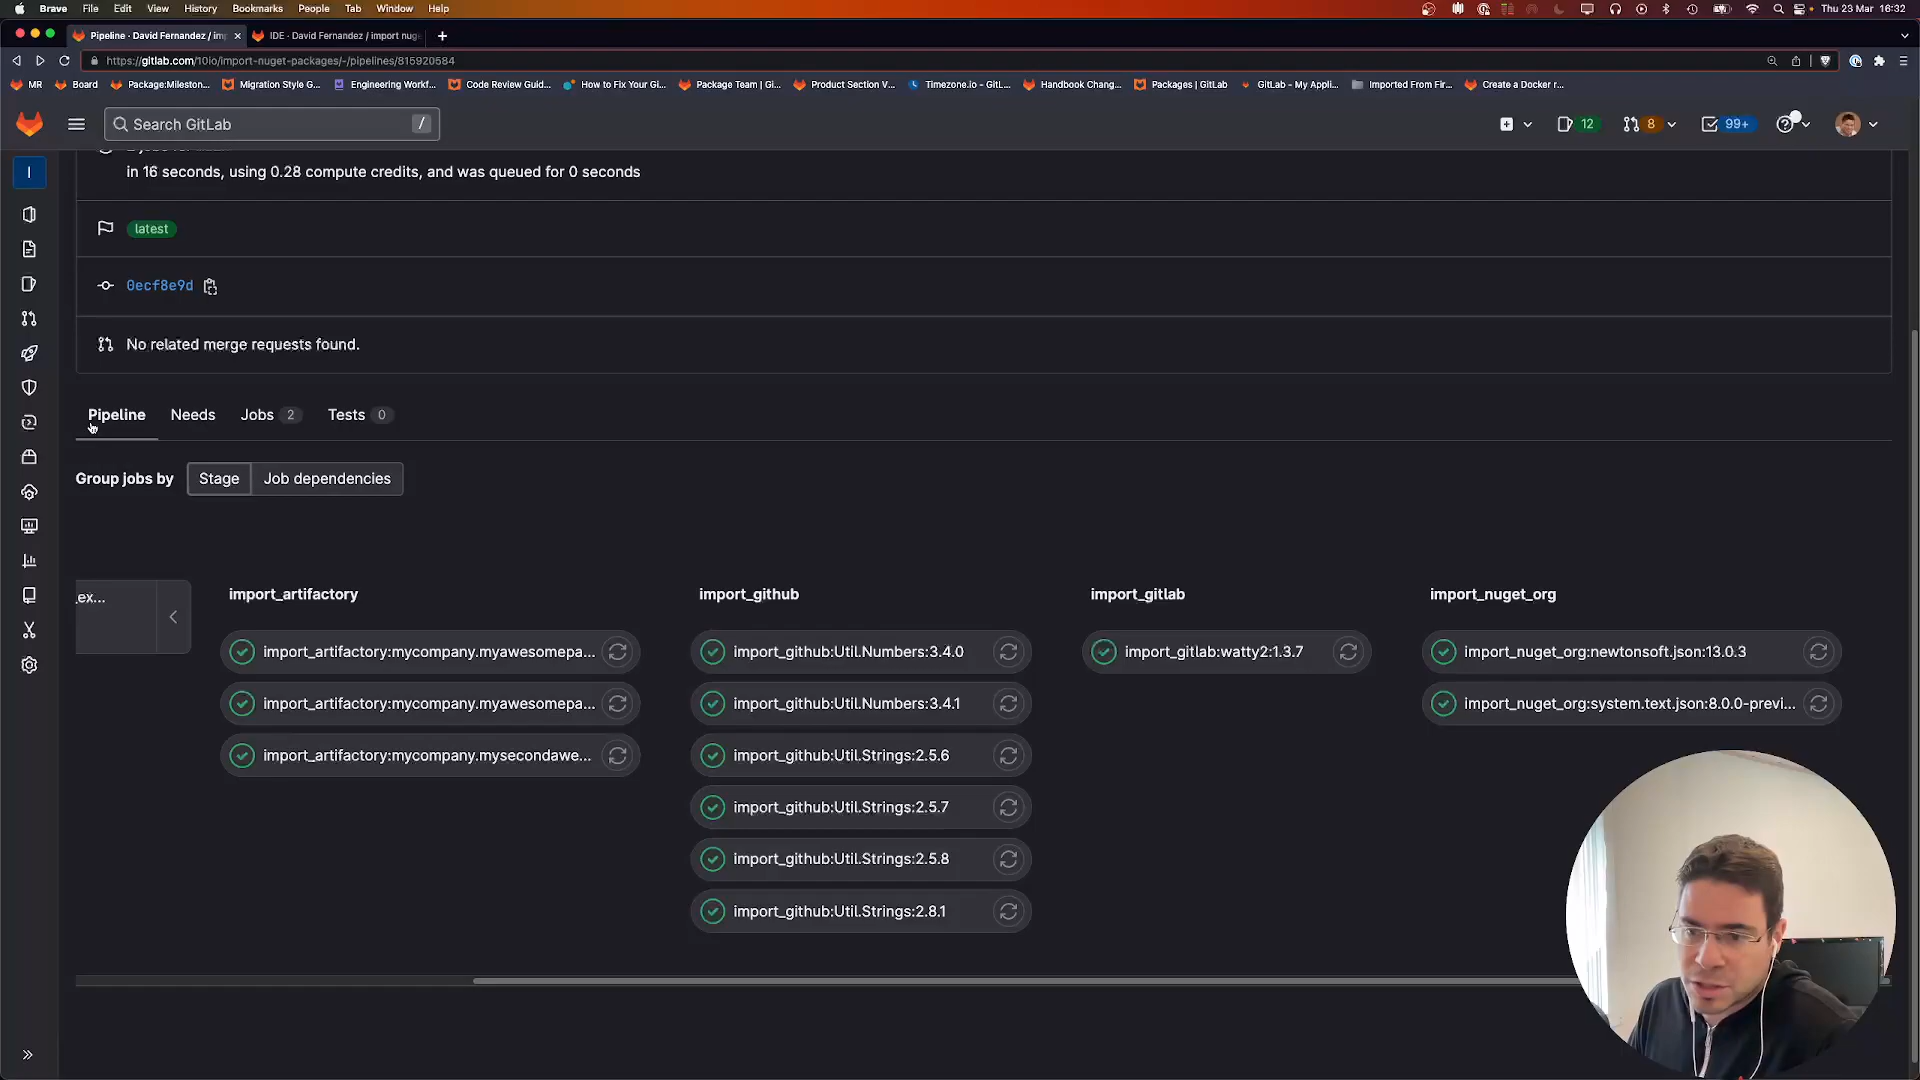 Brave File Edit View History Bookmarks People Tab Window Help Thu 23 Mar 16:32
Pipeline · David Fernandez / im IDE · David Fernandez / import nug
https://gitlab.com/10io/import-nuget-packages/-/pipelines/815920584
MR Board Package:Mileston... Migration Style G... Engineering Workf... Code Review Guid... How to Fix Your Gi... Package Team | Gi... Product Section V... Timezone.io - GitL... Handbook Chang... Packages | GitLab GitLab - My Appli... Imported From Fir... Create a Docker r...
Search GitLab / 12 8 99+
I
in 16 seconds, using 0.28 compute credits, and was queued for 0 seconds
latest
0ecf8e9d
No related merge requests found.
Pipeline Needs Jobs 2 Tests 0
Group jobs by Stage Job dependencies
_ex... import_artifactory import_github import_gitlab import_nuget_org
import_artifactory:mycompany.myawesomepa... import_github:Util.Numbers:3.4.0 import_gitlab:watty2:1.3.7 import_nuget_org:newtonsoft.json:13.0.3
import_artifactory:mycompany.myawesomepa... import_github:Util.Numbers:3.4.1 import_nuget_org:system.text.json:8.0.0-previ...
import_artifactory:mycompany.mysecondawe... import_github:Util.Strings:2.5.6
import_github:Util.Strings:2.5.7
import_github:Util.Strings:2.5.8
import_github:Util.Strings:2.8.1